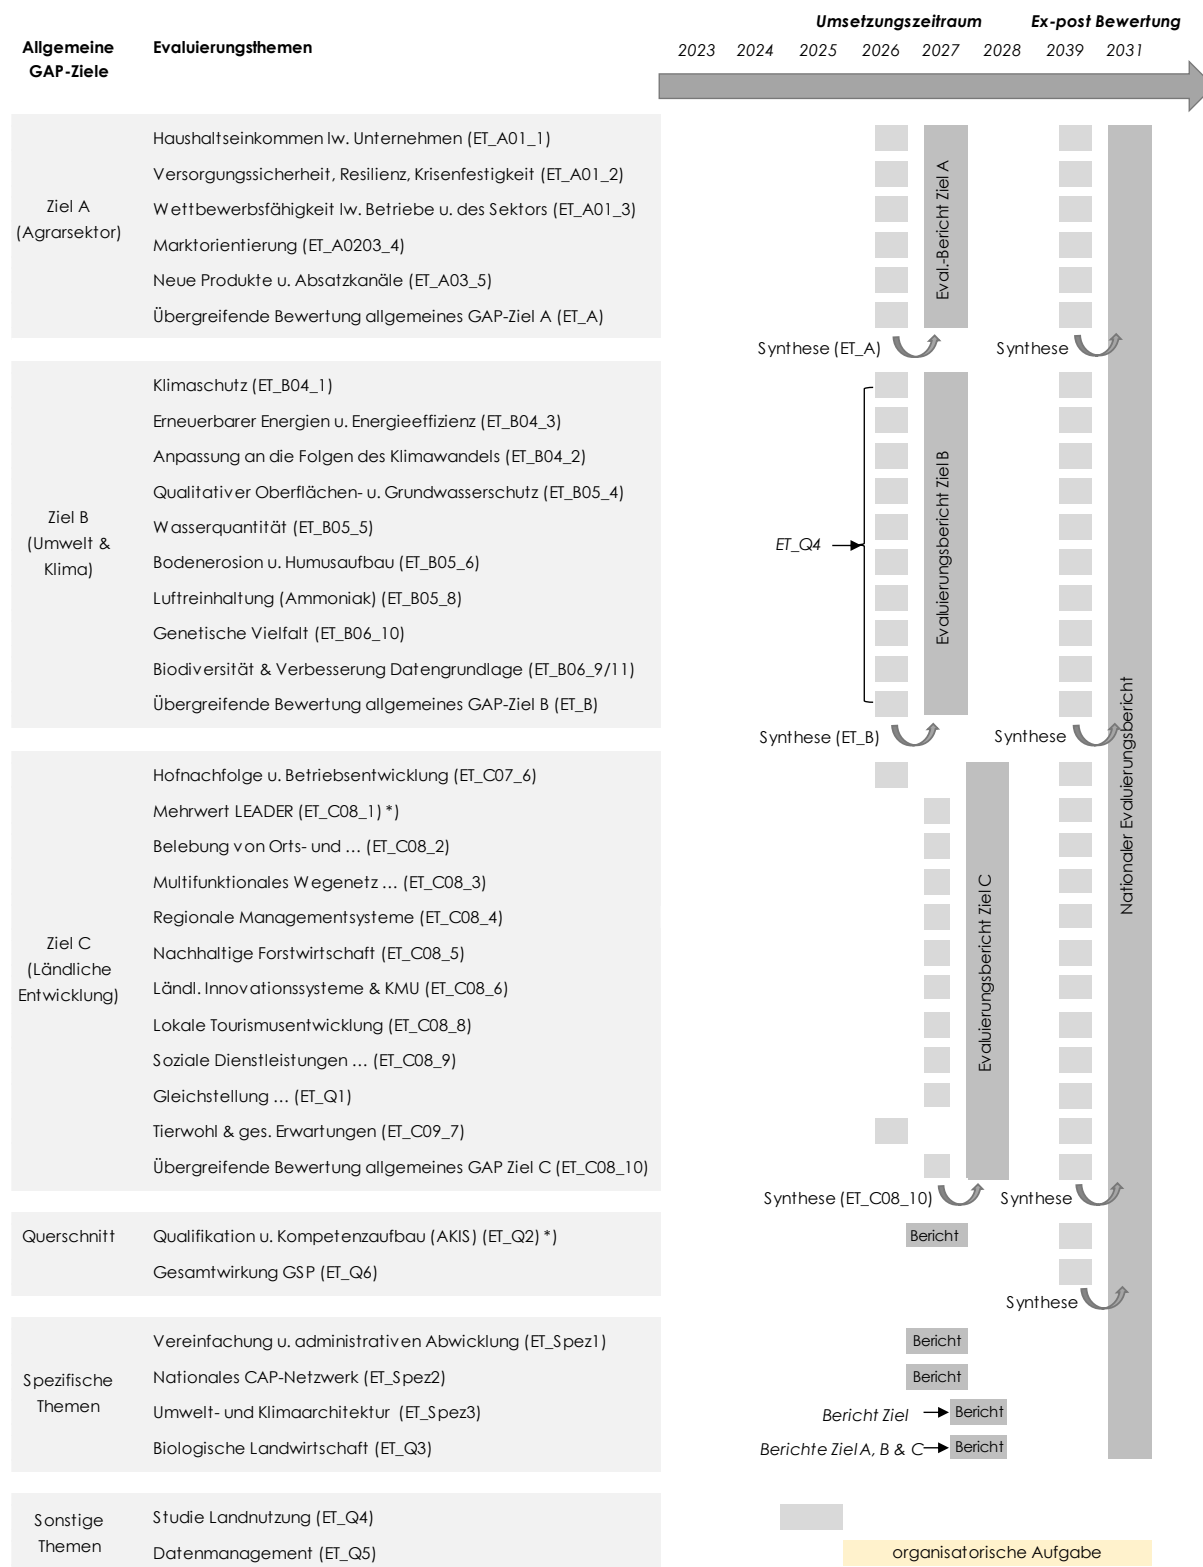 Umsetzungszeitraum Ex-post Bewertung
Allgemeine GAP-Ziele Evaluierungsthemen 2023 2024 2025 2026 2027 2028 2039 2031
Ziel A
(Agrarsektor)
Haushaltseinkommen lw. Unternehmen (ET_A01_1)
Versorgungssicherheit, Resilienz, Krisenfestigkeit (ET_A01_2)
Wettbewerbsfähigkeit lw. Betriebe u. des Sektors (ET_A01_3)
Marktorientierung (ET_A0203_4)
Neue Produkte u. Absatzkanäle (ET_A03_5)
Übergreifende Bewertung allgemeines GAP-Ziel A (ET_A)
Eval.-Bericht Ziel A
Synthese (ET_A) Synthese
Ziel B
(Umwelt &
Klima)
Klimaschutz (ET_B04_1)
Erneuerbarer Energien u. Energieeffizienz (ET_B04_3)
Anpassung an die Folgen des Klimawandels (ET_B04_2)
Qualitativer Oberflächen- u. Grundwasserschutz (ET_B05_4)
Wasserquantität (ET_B05_5)
Bodenerosion u. Humusaufbau (ET_B05_6)
Luftreinhaltung (Ammoniak) (ET_B05_8)
Genetische Vielfalt (ET_B06_10)
Biodiversität & Verbesserung Datengrundlage (ET_B06_9/11)
Übergreifende Bewertung allgemeines GAP-Ziel B (ET_B)
ET_Q4
Evaluierungsbericht Ziel B
Synthese (ET_B) Synthese
Nationaler Evaluierungsbericht
Ziel C
(Ländliche
Entwicklung)
Hofnachfolge u. Betriebsentwicklung (ET_C07_6)
Mehrwert LEADER (ET_C08_1) *)
Belebung von Orts- und … (ET_C08_2)
Multifunktionales Wegenetz … (ET_C08_3)
Regionale Managementsysteme (ET_C08_4)
Nachhaltige Forstwirtschaft (ET_C08_5)
Ländl. Innovationssysteme & KMU (ET_C08_6)
Lokale Tourismusentwicklung (ET_C08_8)
Soziale Dienstleistungen … (ET_C08_9)
Gleichstellung … (ET_Q1)
Tierwohl & ges. Erwartungen (ET_C09_7)
Übergreifende Bewertung allgemeines GAP Ziel C (ET_C08_10)
Evaluierungsbericht Ziel C
Synthese (ET_C08_10) Synthese
Querschnitt Qualifikation u. Kompetenzaufbau (AKIS) (ET_Q2) *) Bericht
Gesamtwirkung GSP (ET_Q6)
Synthese
Spezifische
Themen
Vereinfachung u. administrativen Abwicklung (ET_Spez1) Bericht
Nationales CAP-Netzwerk (ET_Spez2) Bericht
Umwelt- und Klimaarchitektur (ET_Spez3) Bericht Ziel Bericht
Biologische Landwirtschaft (ET_Q3) Berichte Ziel A, B & C Bericht
Sonstige
Themen
Studie Landnutzung (ET_Q4)
Datenmanagement (ET_Q5) organisatorische Aufgabe